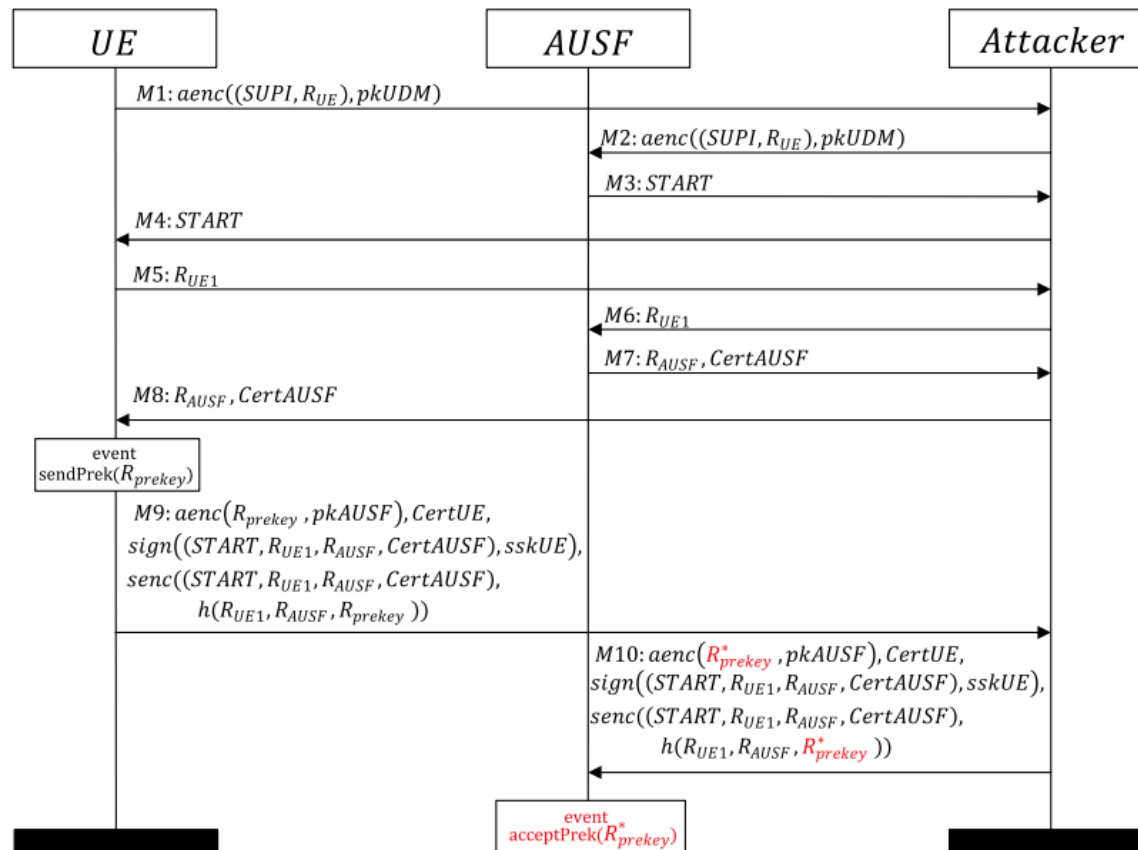 UE
AUSF
Attacker
M1: aenc((SUPI, R_UE), pkUDM)
M2: aenc((SUPI, R_UE), pkUDM)
M3: START
M4: START
M5: R_UE1
M6: R_UE1
M7: R_AUSF, CertAUSF
M8: R_AUSF, CertAUSF
event
sendPrek(R_prekey)
M9: aenc(R_prekey, pkAUSF), CertUE,
sign((START, R_UE1, R_AUSF, CertAUSF), sskUE),
senc((START, R_UE1, R_AUSF, CertAUSF),
h(R_UE1, R_AUSF, R_prekey))
M10: aenc(R*_prekey, pkAUSF), CertUE,
sign((START, R_UE1, R_AUSF, CertAUSF), sskUE),
senc((START, R_UE1, R_AUSF, CertAUSF),
h(R_UE1, R_AUSF, R*_prekey))
event
acceptPrek(R*_prekey)